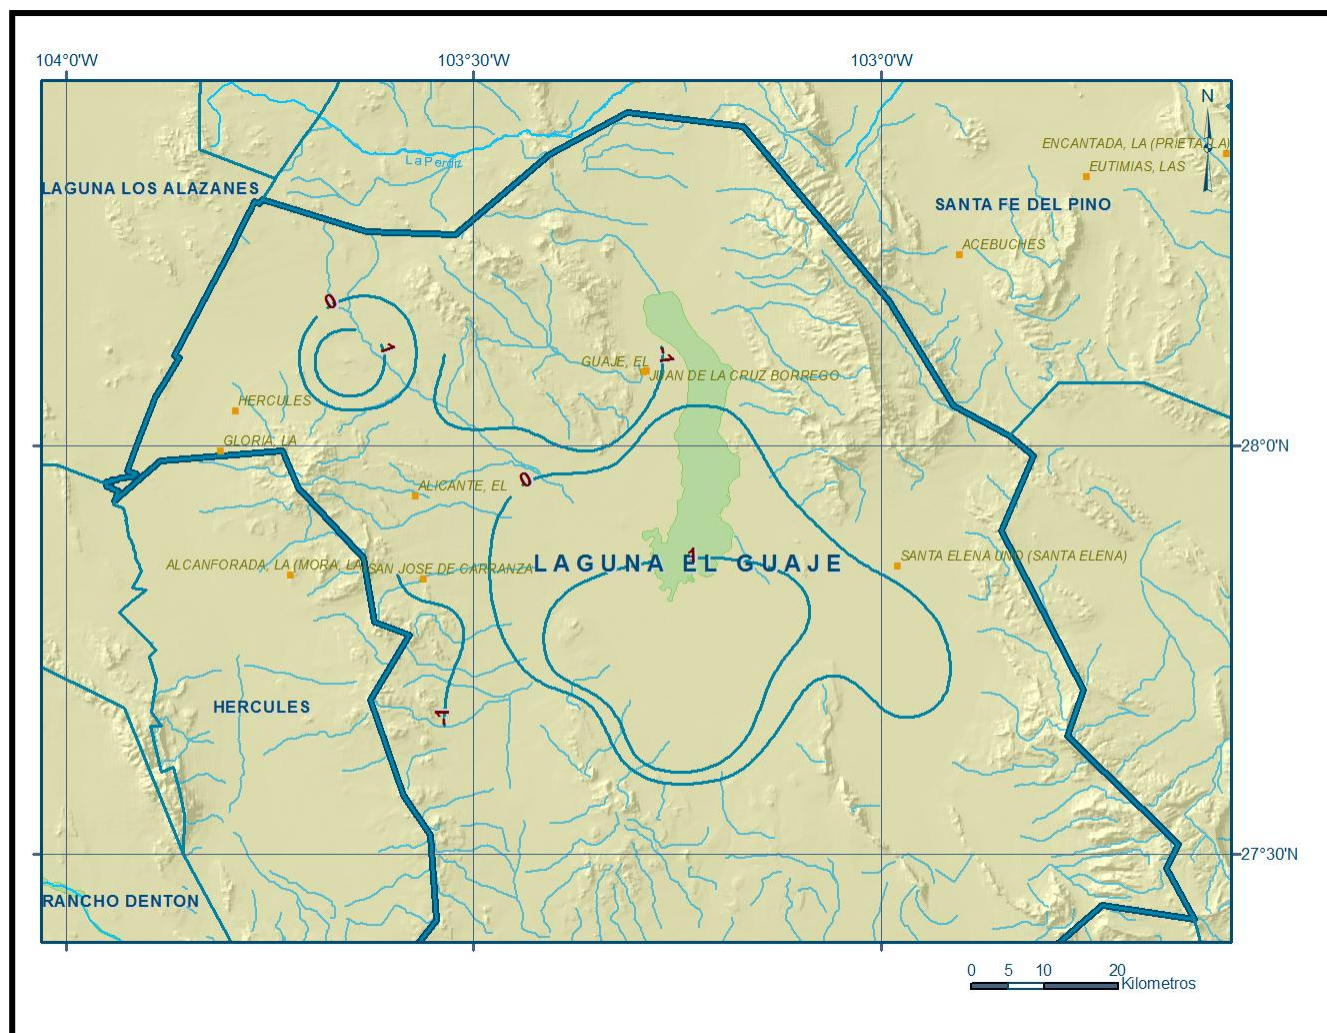 104°0'W 103°30'W 103°0'W
N
ENCANTADA, LA (PRIETA, LA)
La Perdiz
EUTIMIAS, LAS
LAGUNA LOS ALAZANES
SANTA FE DEL PINO
ACEBUCHES
0
-1
-1
GUAJE, EL
JUAN DE LA CRUZ BORREGO
HERCULES
GLORIA, LA
28°0'N
0
ALICANTE, EL
1
SANTA ELENA UNO (SANTA ELENA)
LAGUNA EL GUAJE
ALCANFORADA, LA (MORA, LA
SAN JOSE DE CARRANZA
HERCULES
-1
27°30'N
RANCHO DENTON
0 5 10 20
Kilometros